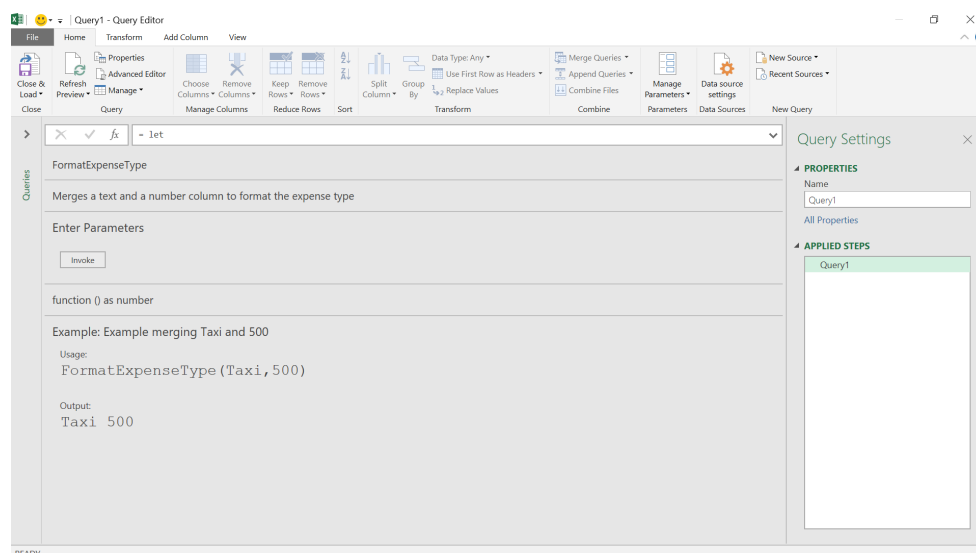 Query1 - Query Editor
File Home Transform Add Column View
Close & Load
Refresh Preview
Properties
Advanced Editor
Manage
Choose Columns
Remove Columns
Keep Rows
Remove Rows
Split Column
Group By
Data Type: Any
Use First Row as Headers
Replace Values
Merge Queries
Append Queries
Combine Files
Manage Parameters
Data source settings
New Source
Recent Sources
Close Query Manage Columns Reduce Rows Sort Transform Combine Parameters Data Sources New Query
fx = let
Queries
FormatExpenseType
Merges a text and a number column to format the expense type
Enter Parameters
Invoke
function () as number
Example: Example merging Taxi and 500
Usage:
FormatExpenseType(Taxi,500)
Output:
Taxi 500
Query Settings
PROPERTIES
Name
Query1
All Properties
APPLIED STEPS
Query1
READY